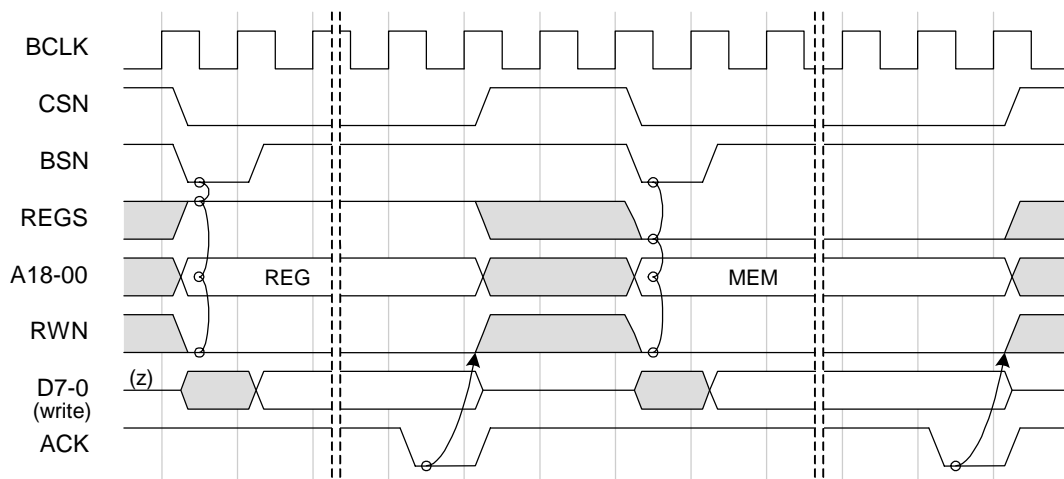 BCLK
CSN
BSN
REGS
A18-00 REG MEM
RWN
D7-0 (z)
(write)
ACK